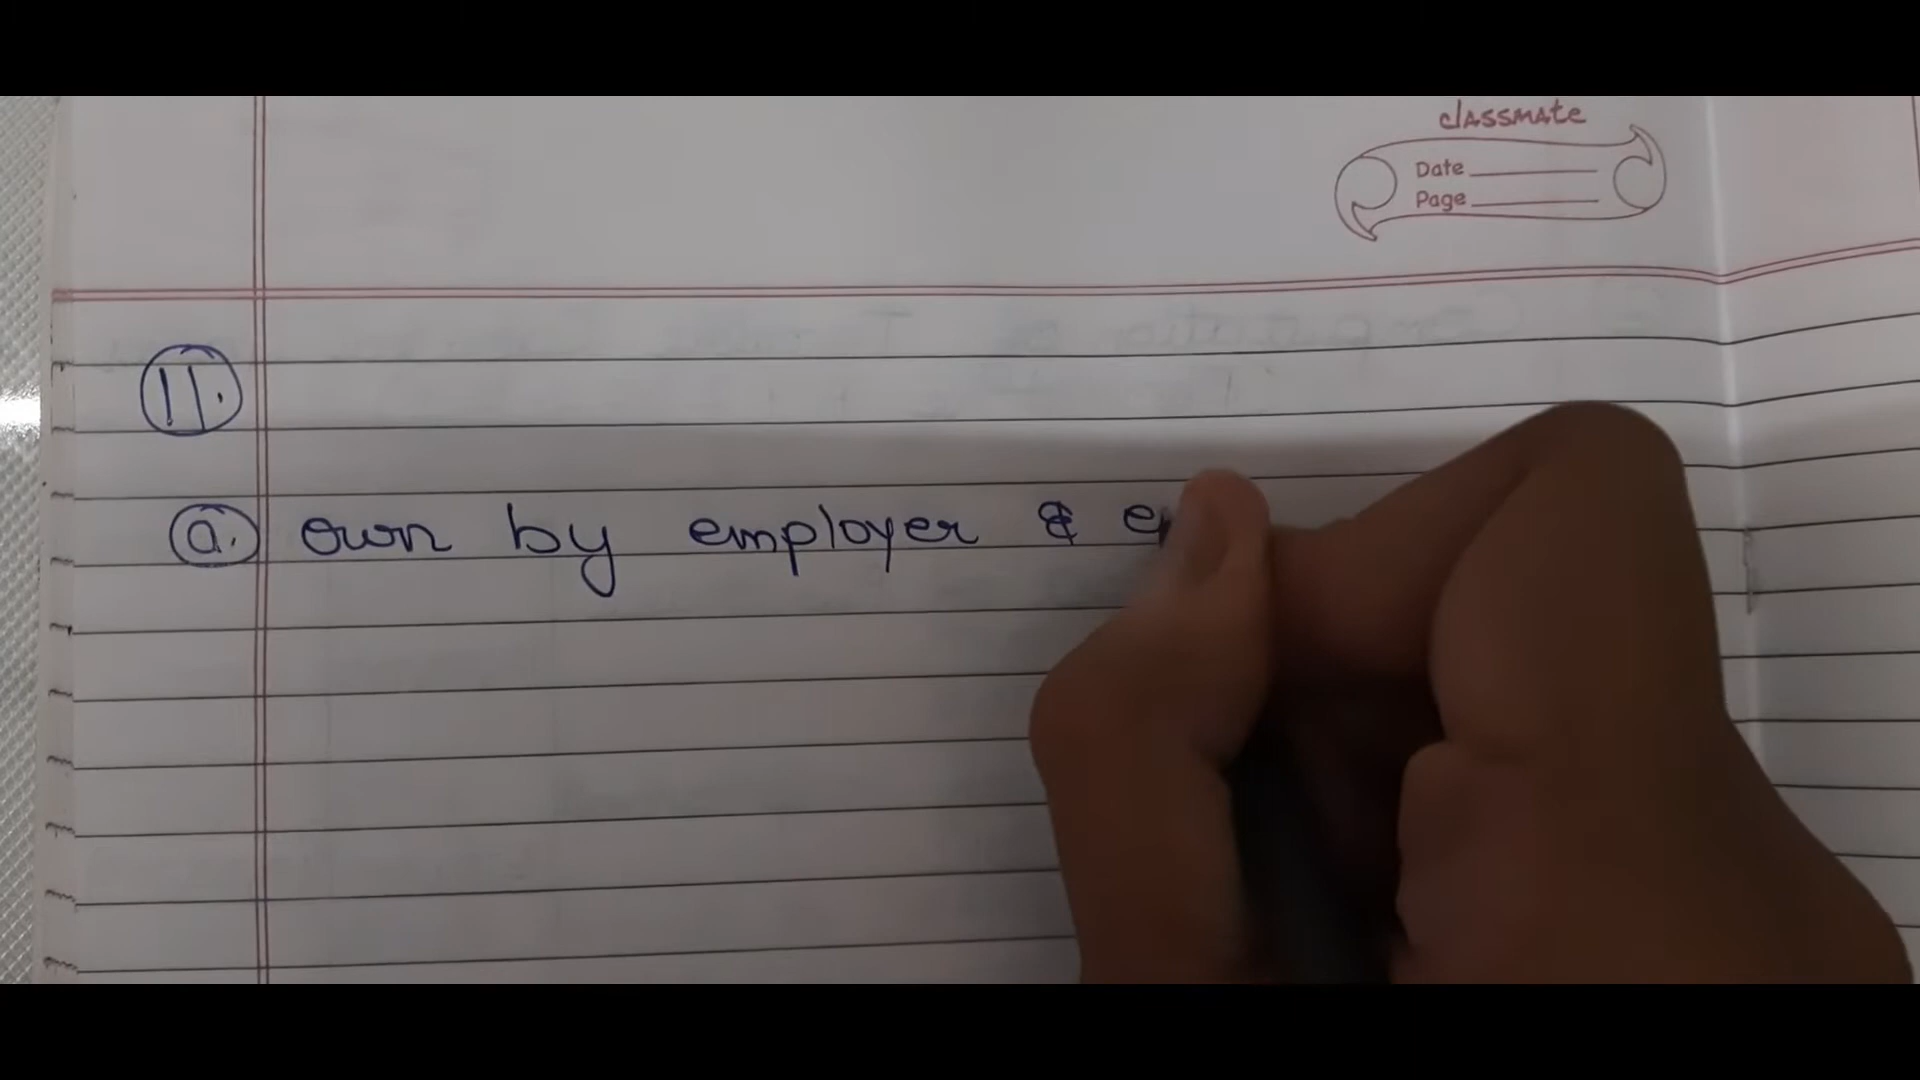 classmate
Date
Page
11.
a. own by employer & e